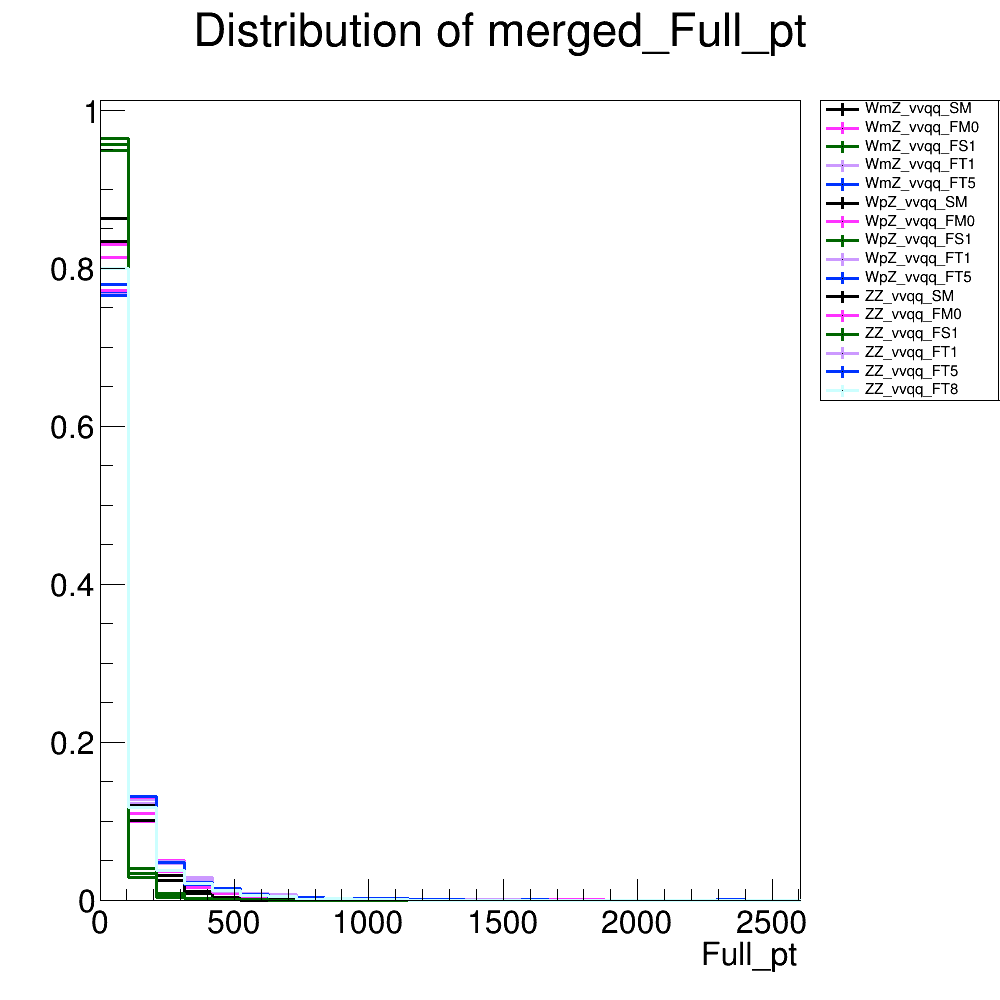 Distribution of merged_Full_pt
1
0.8
0.6
0.4
0.2
0
0 500 1000 1500 2000 2500
Full_pt
WmZ_vvqq_SM
WmZ_vvqq_FM0
WmZ_vvqq_FS1
WmZ_vvqq_FT1
WmZ_vvqq_FT5
WpZ_vvqq_SM
WpZ_vvqq_FM0
WpZ_vvqq_FS1
WpZ_vvqq_FT1
WpZ_vvqq_FT5
ZZ_vvqq_SM
ZZ_vvqq_FM0
ZZ_vvqq_FS1
ZZ_vvqq_FT1
ZZ_vvqq_FT5
ZZ_vvqq_FT8